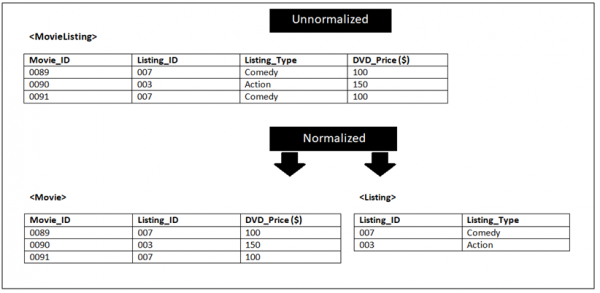 Unnormalized
<MovieListing>
Movie_ID Listing_ID Listing_Type DVD_Price ($)
0089 007 Comedy 100
0090 003 Action 150
0091 007 Comedy 100
Normalized
<Movie> <Listing>
Movie_ID Listing_ID DVD_Price ($) Listing_ID Listing_Type
0089 007 100 007 Comedy
0090 003 150 003 Action
0091 007 100